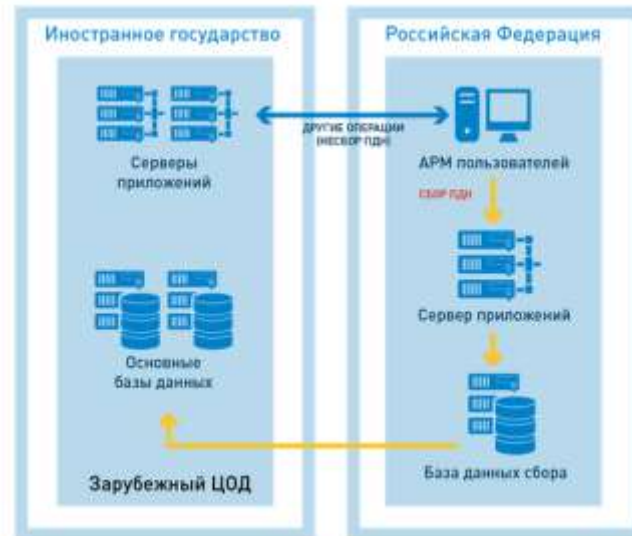 Иностранное государство
Российская Федерация
ДРУГИЕ ОПЕРАЦИИ
(НЕСБОР ПДН)
Серверы
приложений
АРМ пользователей
СБОР ПДН
Сервер приложений
Основные
базы данных
База данных сбора
Зарубежный ЦОД